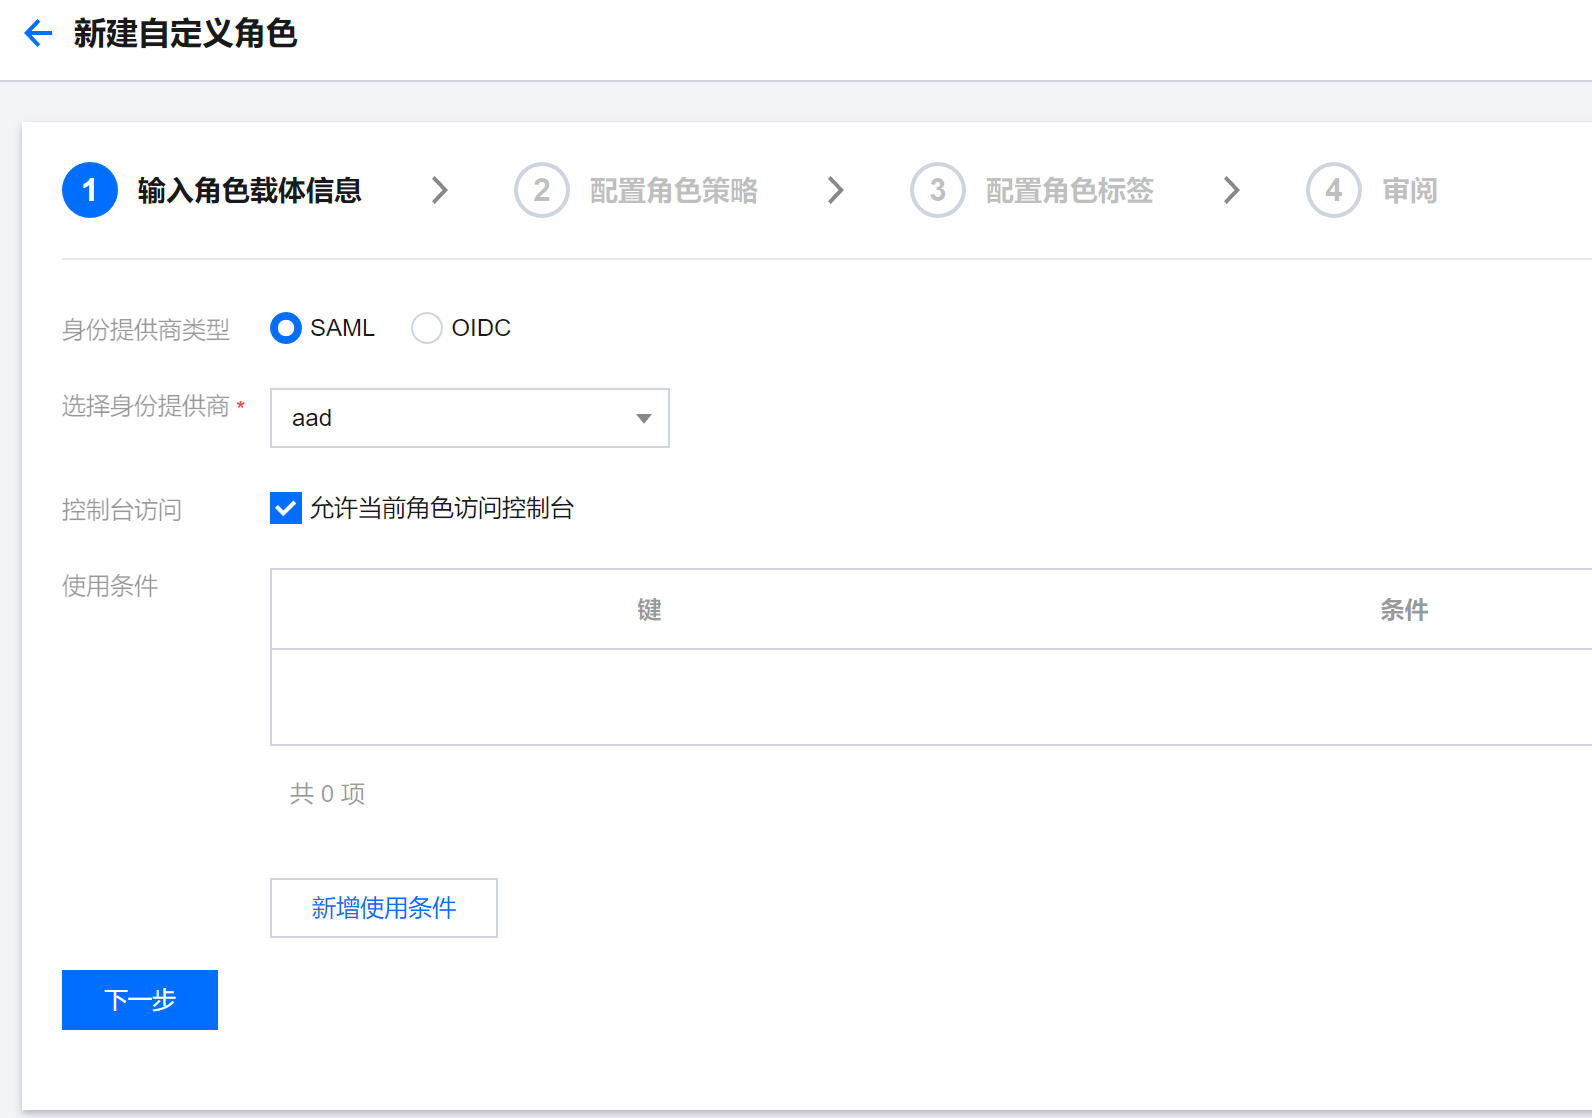 新建自定义角色
1 输入角色载体信息 2 配置角色策略 3 配置角色标签 4 审阅
身份提供商类型 SAML OIDC
选择身份提供商 * aad
控制台访问 允许当前角色访问控制台
使用条件 键 条件
共 0 项
新增使用条件
下一步